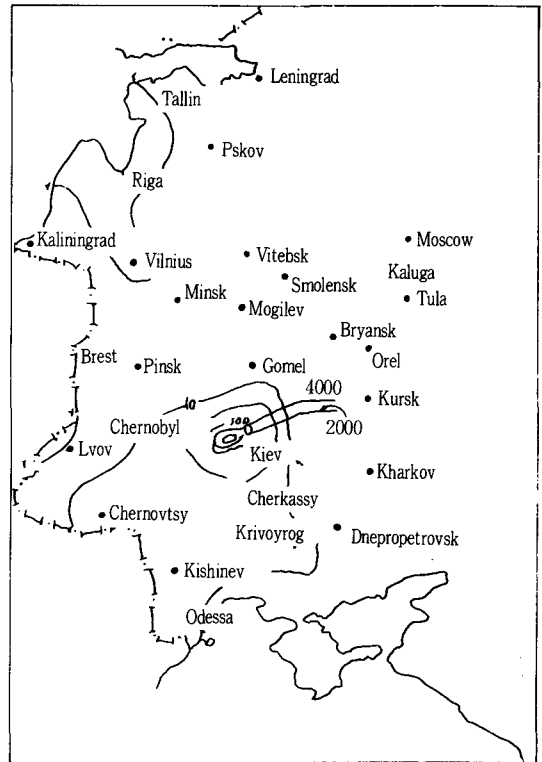 Leningrad
Tallin
Pskov
Riga
Kaliningrad
Moscow
Vitebsk
Vilnius
Smolensk
Kaluga
Minsk
Tula
Mogilev
Bryansk
Orel
Brest
Pinsk
Gomel
4000
Kursk
10
Chernobyl
500
2000
Lvov
Kiev
Kharkov
Cherkassy
Chernovtsy
Krivoyrog
Dnepropetrovsk
Kishinev
Odessa